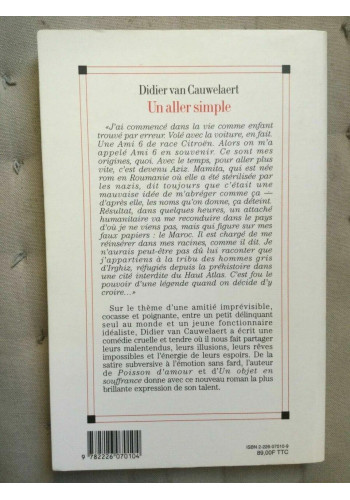 Didier van Cauwelaert
Un aller simple
«J'ai commencé dans la vie comme enfant
trouvé par erreur. Volé avec la voiture, en fait.
Une Ami 6 de race Citroën. Alors on m'a
appelé Ami 6 en souvenir. Ce sont mes
origines, quoi. Avec le temps, pour aller plus
vite, c'est devenu Aziz. Mamita, qui est née
rom en Roumanie où elle a été stérilisée par
les nazis, dit toujours que c'était une
mauvaise idée de m'abréger comme ça —
d'après elle, les noms qu'on donne, ça déteint.
Résultat, dans quelques heures, un attaché
humanitaire va me reconduire dans le pays
d'où je ne viens pas, mais qui figure sur mes
faux papiers : le Maroc. Il est chargé de me
réinsérer dans mes racines, comme il dit. Je
n'aurais peut-être pas dû lui raconter que
j'appartiens à la tribu des hommes gris
d'Irghiz, réfugiés depuis la préhistoire dans
une cité interdite du Haut Atlas. C'est fou le
pouvoir d'une légende quand on décide d'y
croire...»
Sur le thème d'une amitié imprévisible,
cocasse et poignante, entre un petit délinquant
seul au monde et un jeune fonctionnaire
idéaliste, Didier van Cauwelaert a écrit une
comédie cruelle et tendre où il nous fait partager
leurs malentendus, leurs illusions, leurs rêves
impossibles et l'énergie de leurs espoirs. De la
satire subversive à l'émotion sans fard, l'auteur
de Poisson d'amour et d'Un objet en
souffrance donne avec ce nouveau roman la plus
brillante expression de son talent.
ISBN 2-226-07010-9
89,00F TTC
9 782226 070104